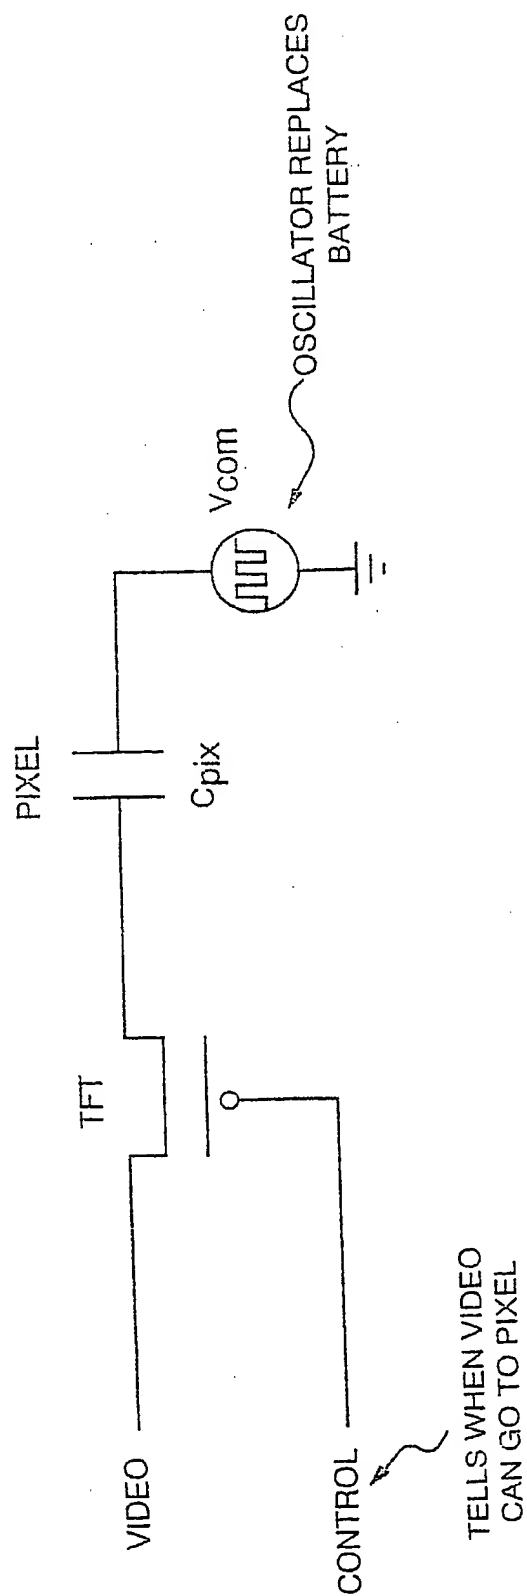 VIDEO
CONTROL
TELLS WHEN VIDEO
CAN GO TO PIXEL
TFT
PIXEL
Cpix
Vcom
OSCILLATOR REPLACES
BATTERY